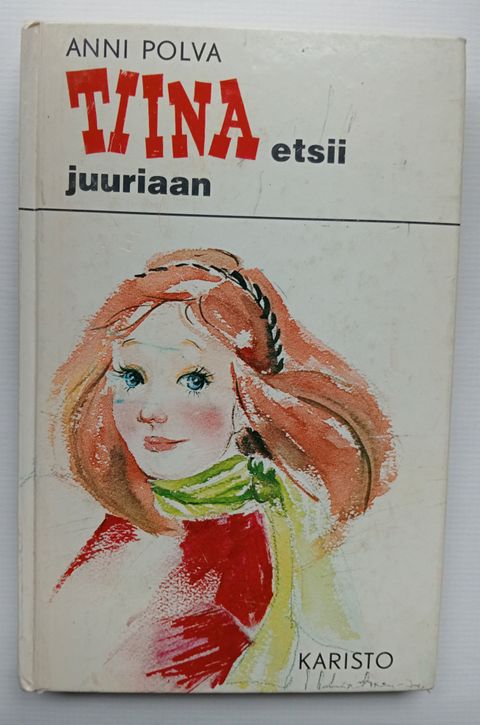 ANNI POLVA
TIINA etsii
juuriaan
KARISTO